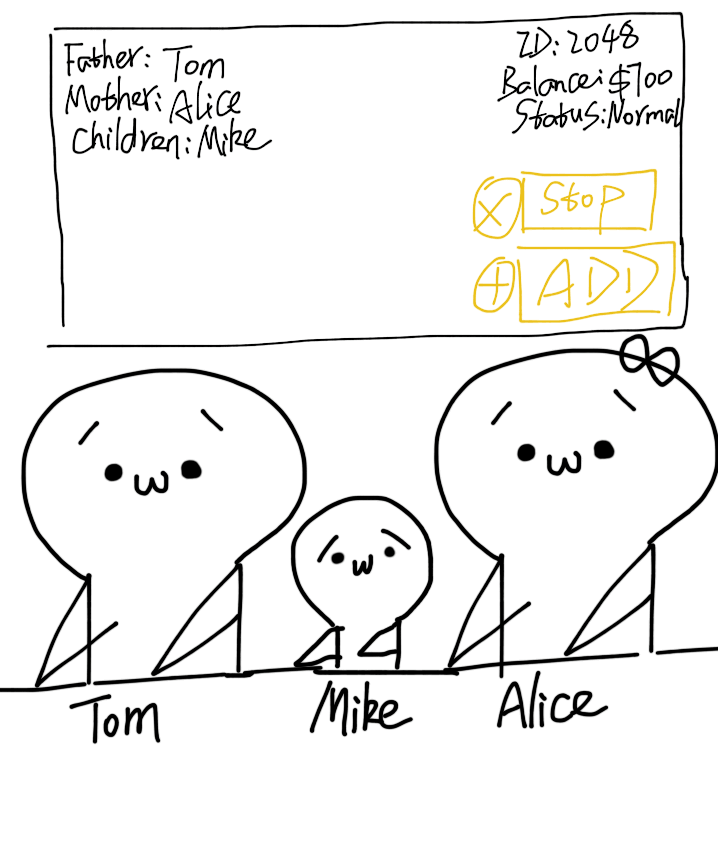 Father: Tom
Mother: Alice
Children: Mike
ID: 2048
Balance: $700
Status: Normal
Stop
ADD
Tom
Mike
Alice